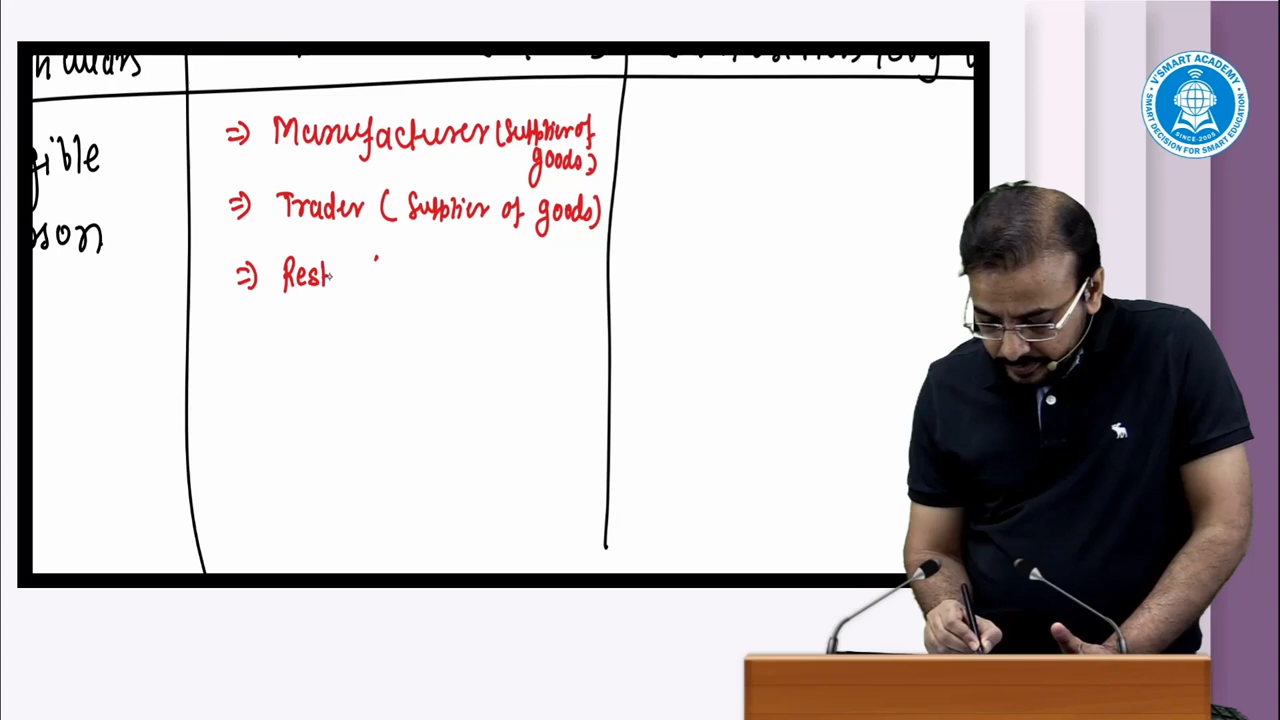 V'SMART ACADEMY
SMART DECISION FOR SMART EDUCATION
SINCE-2005
⇒ Manufacturer (Supplier of
goods)
⇒ Trader (Supplier of goods)
⇒ Rest
gible
son